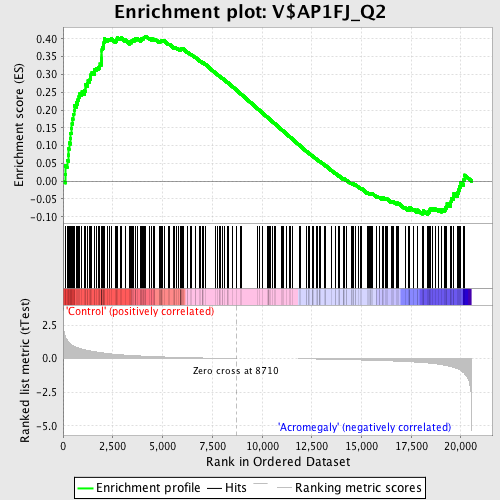 Enrichment plot: V$AP1FJ_Q2
Enrichment score (ES)
0.40
0.35
0.30
0.25
0.20
0.15
0.10
0.05
0.00
-0.05
-0.10
'Control' (positively correlated)
Ranked list metric (tTest)
2.5
0.0
-2.5
-5.0
Zero cross at 8710
'Acromegaly' (negatively correlated)
0 2,500 5,000 7,500 10,000 12,500 15,000 17,500 20,000
Rank in Ordered Dataset
Enrichment profile Hits Ranking metric scores